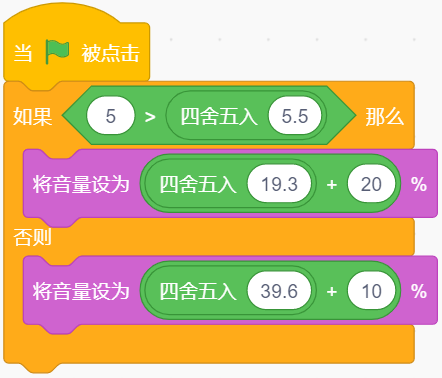 当 被点击
如果 5 > 四舍五入 5.5 那么
将音量设为 四舍五入 19.3 + 20 %
否则
将音量设为 四舍五入 39.6 + 10 %